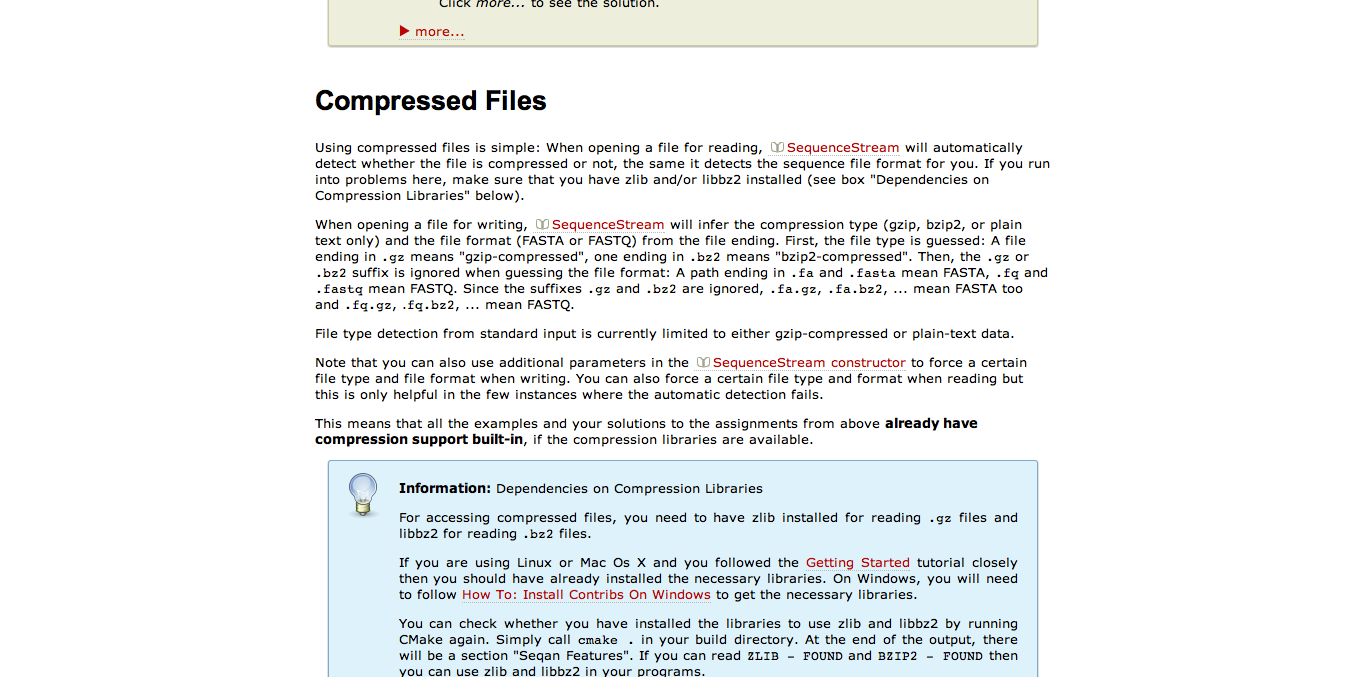 Click more... to see the solution.
▶ more...
Compressed Files
Using compressed files is simple: When opening a file for reading, SequenceStream will automatically
detect whether the file is compressed or not, the same it detects the sequence file format for you. If you run
into problems here, make sure that you have zlib and/or libbz2 installed (see box "Dependencies on
Compression Libraries" below).
When opening a file for writing, SequenceStream will infer the compression type (gzip, bzip2, or plain
text only) and the file format (FASTA or FASTQ) from the file ending. First, the file type is guessed: A file
ending in .gz means "gzip-compressed", one ending in .bz2 means "bzip2-compressed". Then, the .gz or
.bz2 suffix is ignored when guessing the file format: A path ending in .fa and .fasta mean FASTA, .fq and
.fastq mean FASTQ. Since the suffixes .gz and .bz2 are ignored, .fa.gz, .fa.bz2, ... mean FASTA too
and .fq.gz, .fq.bz2, ... mean FASTQ.
File type detection from standard input is currently limited to either gzip-compressed or plain-text data.
Note that you can also use additional parameters in the SequenceStream constructor to force a certain
file type and file format when writing. You can also force a certain file type and format when reading but
this is only helpful in the few instances where the automatic detection fails.
This means that all the examples and your solutions to the assignments from above already have
compression support built-in, if the compression libraries are available.
Information: Dependencies on Compression Libraries
For accessing compressed files, you need to have zlib installed for reading .gz files and
libbz2 for reading .bz2 files.
If you are using Linux or Mac Os X and you followed the Getting Started tutorial closely
then you should have already installed the necessary libraries. On Windows, you will need
to follow How To: Install Contribs On Windows to get the necessary libraries.
You can check whether you have installed the libraries to use zlib and libbz2 by running
CMake again. Simply call cmake . in your build directory. At the end of the output, there
will be a section "Seqan Features". If you can read ZLIB - FOUND and BZIP2 - FOUND then
you can use zlib and libbz2 in your programs.